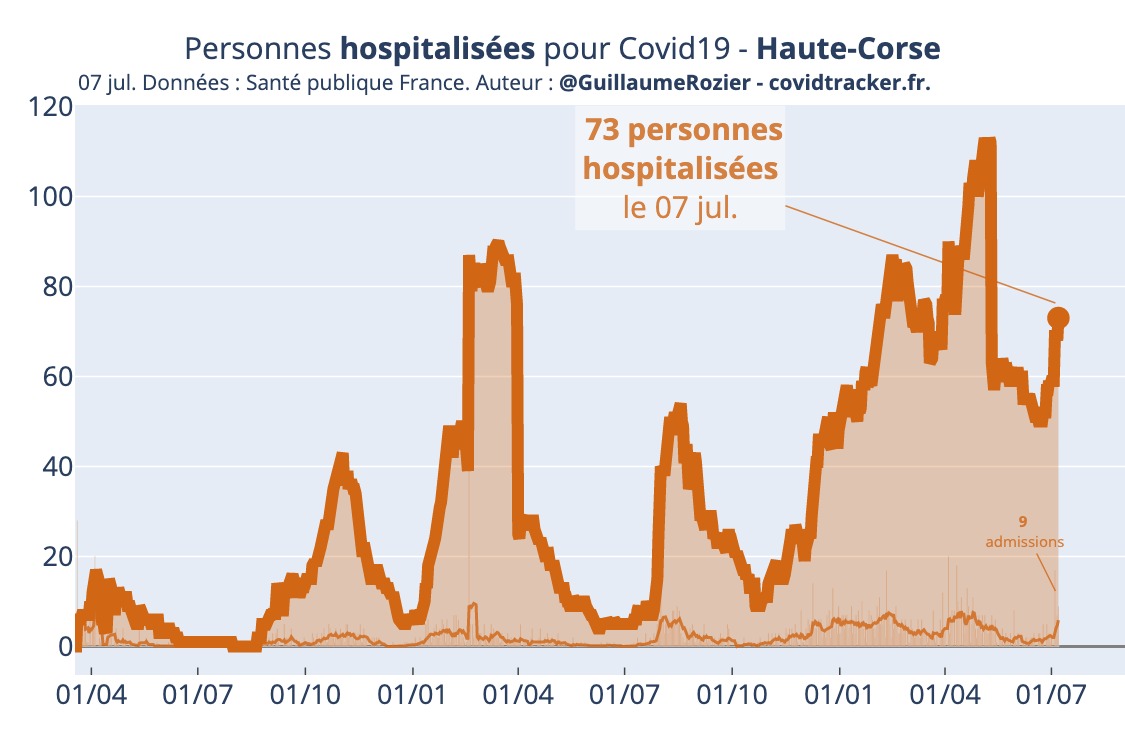 Personnes hospitalisées pour Covid19 - Haute-Corse
07 jul. Données : Santé publique France. Auteur : @GuillaumeRozier - covidtracker.fr.
120
73 personnes
hospitalisées
le 07 jul.
100
80
60
40
20
9
admissions
0
01/04 01/07 01/10 01/01 01/04 01/07 01/10 01/01 01/04 01/07